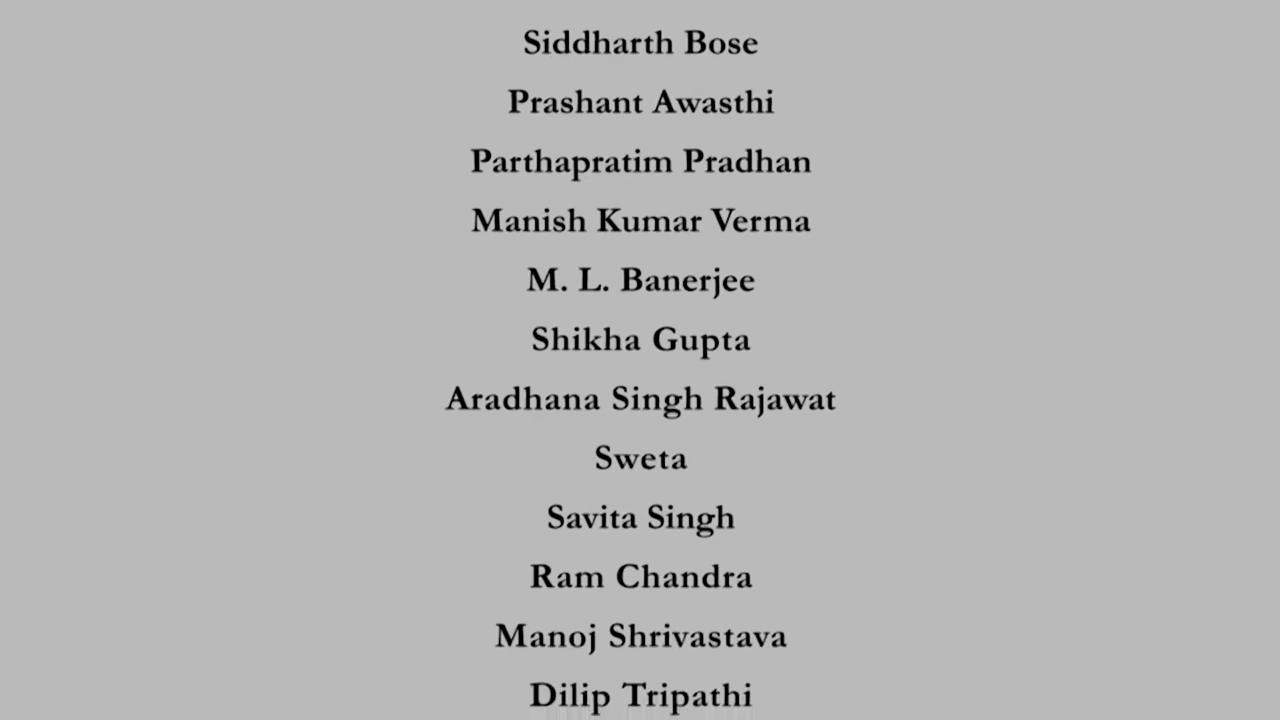 Siddharth Bose
Prashant Awasthi
Parthapratim Pradhan
Manish Kumar Verma
M. L. Banerjee
Shikha Gupta
Aradhana Singh Rajawat
Sweta
Savita Singh
Ram Chandra
Manoj Shrivastava
Dilip Tripathi